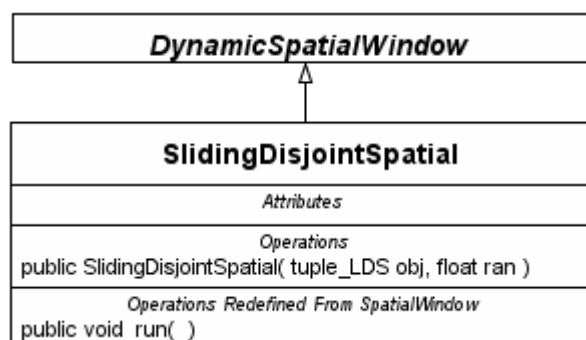 DynamicSpatialWindow
SlidingDisjointSpatial
Attributes
Operations
public SlidingDisjointSpatial( tuple_LDS obj, float ran )
Operations Redefined From SpatialWindow
public void run( )